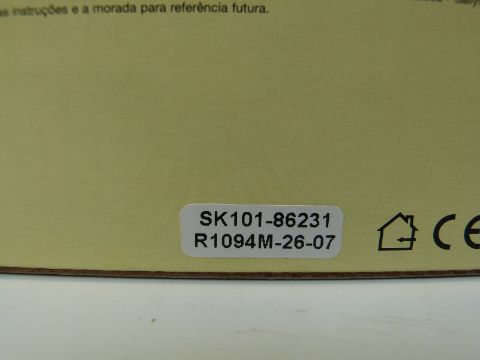 as instruções e a morada para referência futura.
SK101-86231
R1094M-26-07
CE